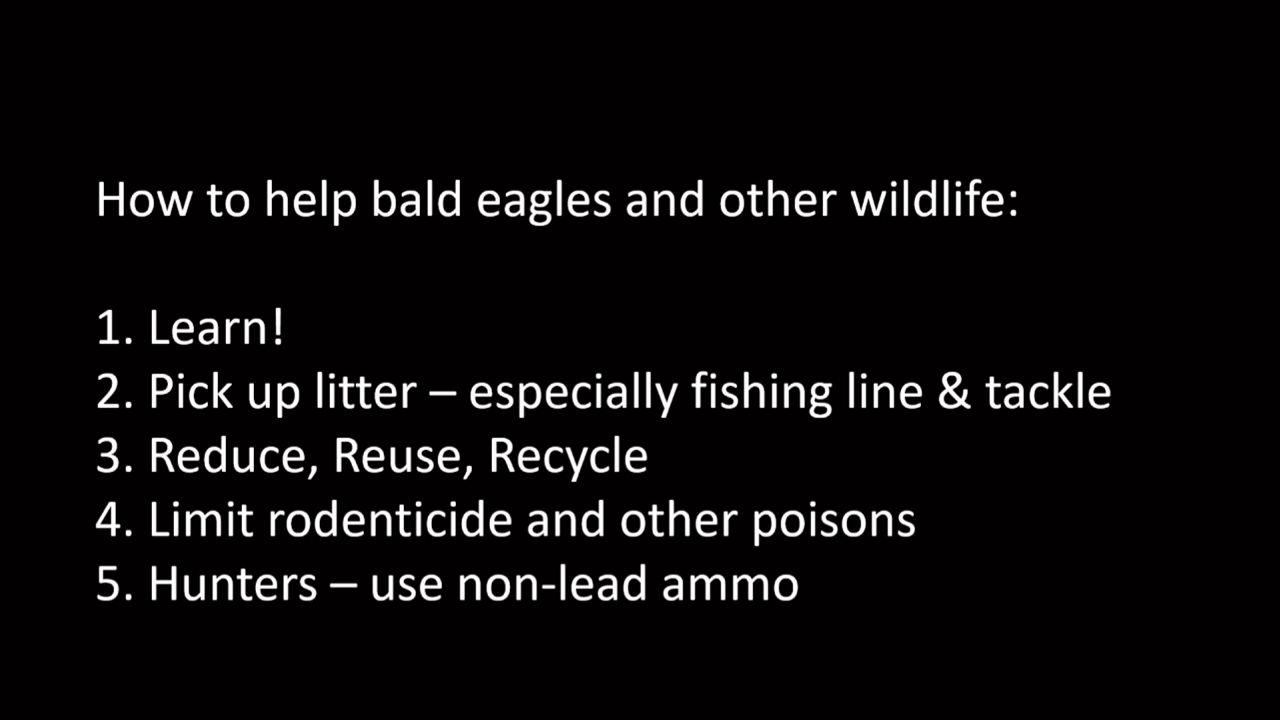 How to help bald eagles and other wildlife:
1. Learn!
2. Pick up litter – especially fishing line & tackle
3. Reduce, Reuse, Recycle
4. Limit rodenticide and other poisons
5. Hunters – use non-lead ammo